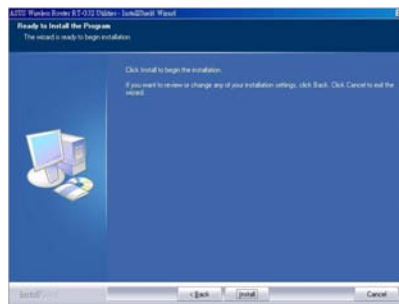 ASUS Wireless Router RT-G32 Utilities - InstallShield Wizard
Ready to Install the Program
The wizard is ready to begin installation.
Click Install to begin the installation.
If you want to review or change any of your installation settings, click Back. Click Cancel to exit the
wizard.
InstallShield
< Back
Install
Cancel